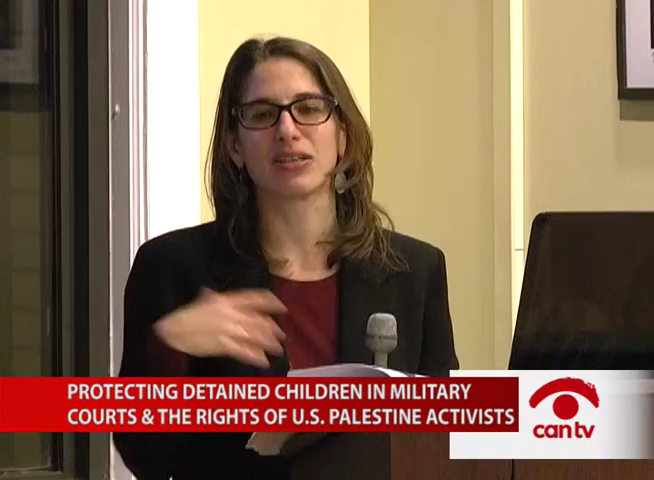 PROTECTING DETAINED CHILDREN IN MILITARY
COURTS & THE RIGHTS OF U.S. PALESTINE ACTIVISTS
can tv